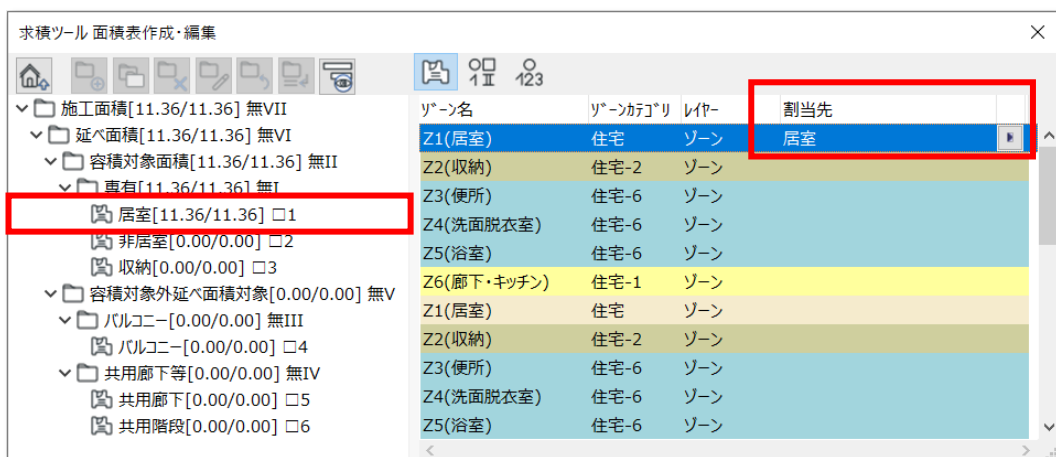 求積ツール 面積表作成・編集
施工面積[11.36/11.36] 無VII
延べ面積[11.36/11.36] 無VI
容積対象面積[11.36/11.36] 無II
専有[11.36/11.36] 無I
居室[11.36/11.36] □1
非居室[0.00/0.00] □2
収納[0.00/0.00] □3
容積対象外延べ面積対象[0.00/0.00] 無V
バルコニー[0.00/0.00] 無III
バルコニー[0.00/0.00] □4
共用廊下等[0.00/0.00] 無IV
共用廊下[0.00/0.00] □5
共用階段[0.00/0.00] □6
ｿﾞｰﾝ名 ｿﾞｰﾝｶﾃｺﾞﾘ ﾚｲﾔｰ 割当先
Z1(居室) 住宅 ゾーン 居室
Z2(収納) 住宅-2 ゾーン
Z3(便所) 住宅-6 ゾーン
Z4(洗面脱衣室) 住宅-6 ゾーン
Z5(浴室) 住宅-6 ゾーン
Z6(廊下・キッチン) 住宅-1 ゾーン
Z1(居室) 住宅 ゾーン
Z2(収納) 住宅-2 ゾーン
Z3(便所) 住宅-6 ゾーン
Z4(洗面脱衣室) 住宅-6 ゾーン
Z5(浴室) 住宅-6 ゾーン